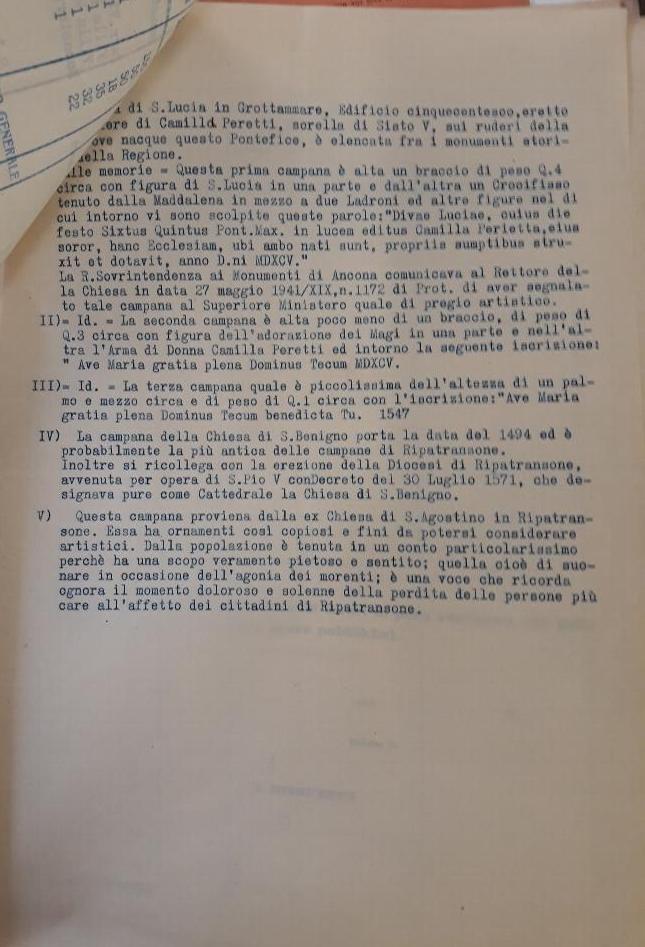 GENERALE
22
32
35
18
50
di S.Lucia in Grottammare, Edificio cinquecentesco,eretto
ere di Camilla Peretti, sorella di Sisto V, sui ruderi della
ove nacque questo Pontefice, è elencata fra i monumenti stori-
ella Regione.
lle memorie = Questa prima campana è alta un braccio di peso Q.4
circa con figura di S.Lucia in una parte e dall'altra un Crocifisso
tenuto dalla Maddalena in mezzo a due Ladroni ed altre figure nel di
cui intorno vi sono scolpite queste parole:"Divae Luciae, cuius die
festo Sixtus Quintus Pont.Max. in lucem editus Camilla Perietta,eius
soror, hanc Ecclesiam, ubi ambo nati sunt, propriis sumptibus stru-
xit et dotavit, anno D.ni MDXCV."
La R.Sovrintendenza ai Monumenti di Ancona comunicava al Rettore del-
la Chiesa in data 27 maggio 1941/XIX,n.1172 di Prot. di aver segnala-
to tale campana al Superiore Ministero quale di pregio artistico.
II)= Id. = La seconda campana è alta poco meno di un braccio, di peso di
Q.3 circa con figura dell'adorazione dei Magi in una parte e nell'al-
tra l'Arma di Donna Camilla Peretti ed intorno la seguente iscrizione:
" Ave Maria gratia plena Dominus Tecum MDXCV.
III)= Id. = La terza campana quale è piccolissima dell'altezza di un pal-
mo e mezzo circa e di peso di Q.1 circa con l'iscrizione:"Ave Maria
gratia plena Dominus Tecum benedicta Tu. 1547
IV) La campana della Chiesa di S.Benigno porta la data del 1494 ed è
probabilmente la più antica delle campane di Ripatransone.
Inoltre si ricollega con la erezione della Diocesi di Ripatransone,
avvenuta per opera di S.Pio V conDecreto del 30 Luglio 1571, che de-
signava pure come Cattedrale la Chiesa di S.Benigno.
V) Questa campana proviena dalla ex Chiesa di S.Agostino in Ripatran-
sone. Essa ha ornamenti così copiosi e fini da potersi considerare
artistici. Dalla popolazione è tenuta in un conto particolarissimo
perchè ha una scopo veramente pietoso e sentito; quella cioè di suo-
nare in occasione dell'agonia dei morenti; è una voce che ricorda
ognora il momento doloroso e solenne della perdita delle persone più
care all'affetto dei cittadini di Ripatransone.